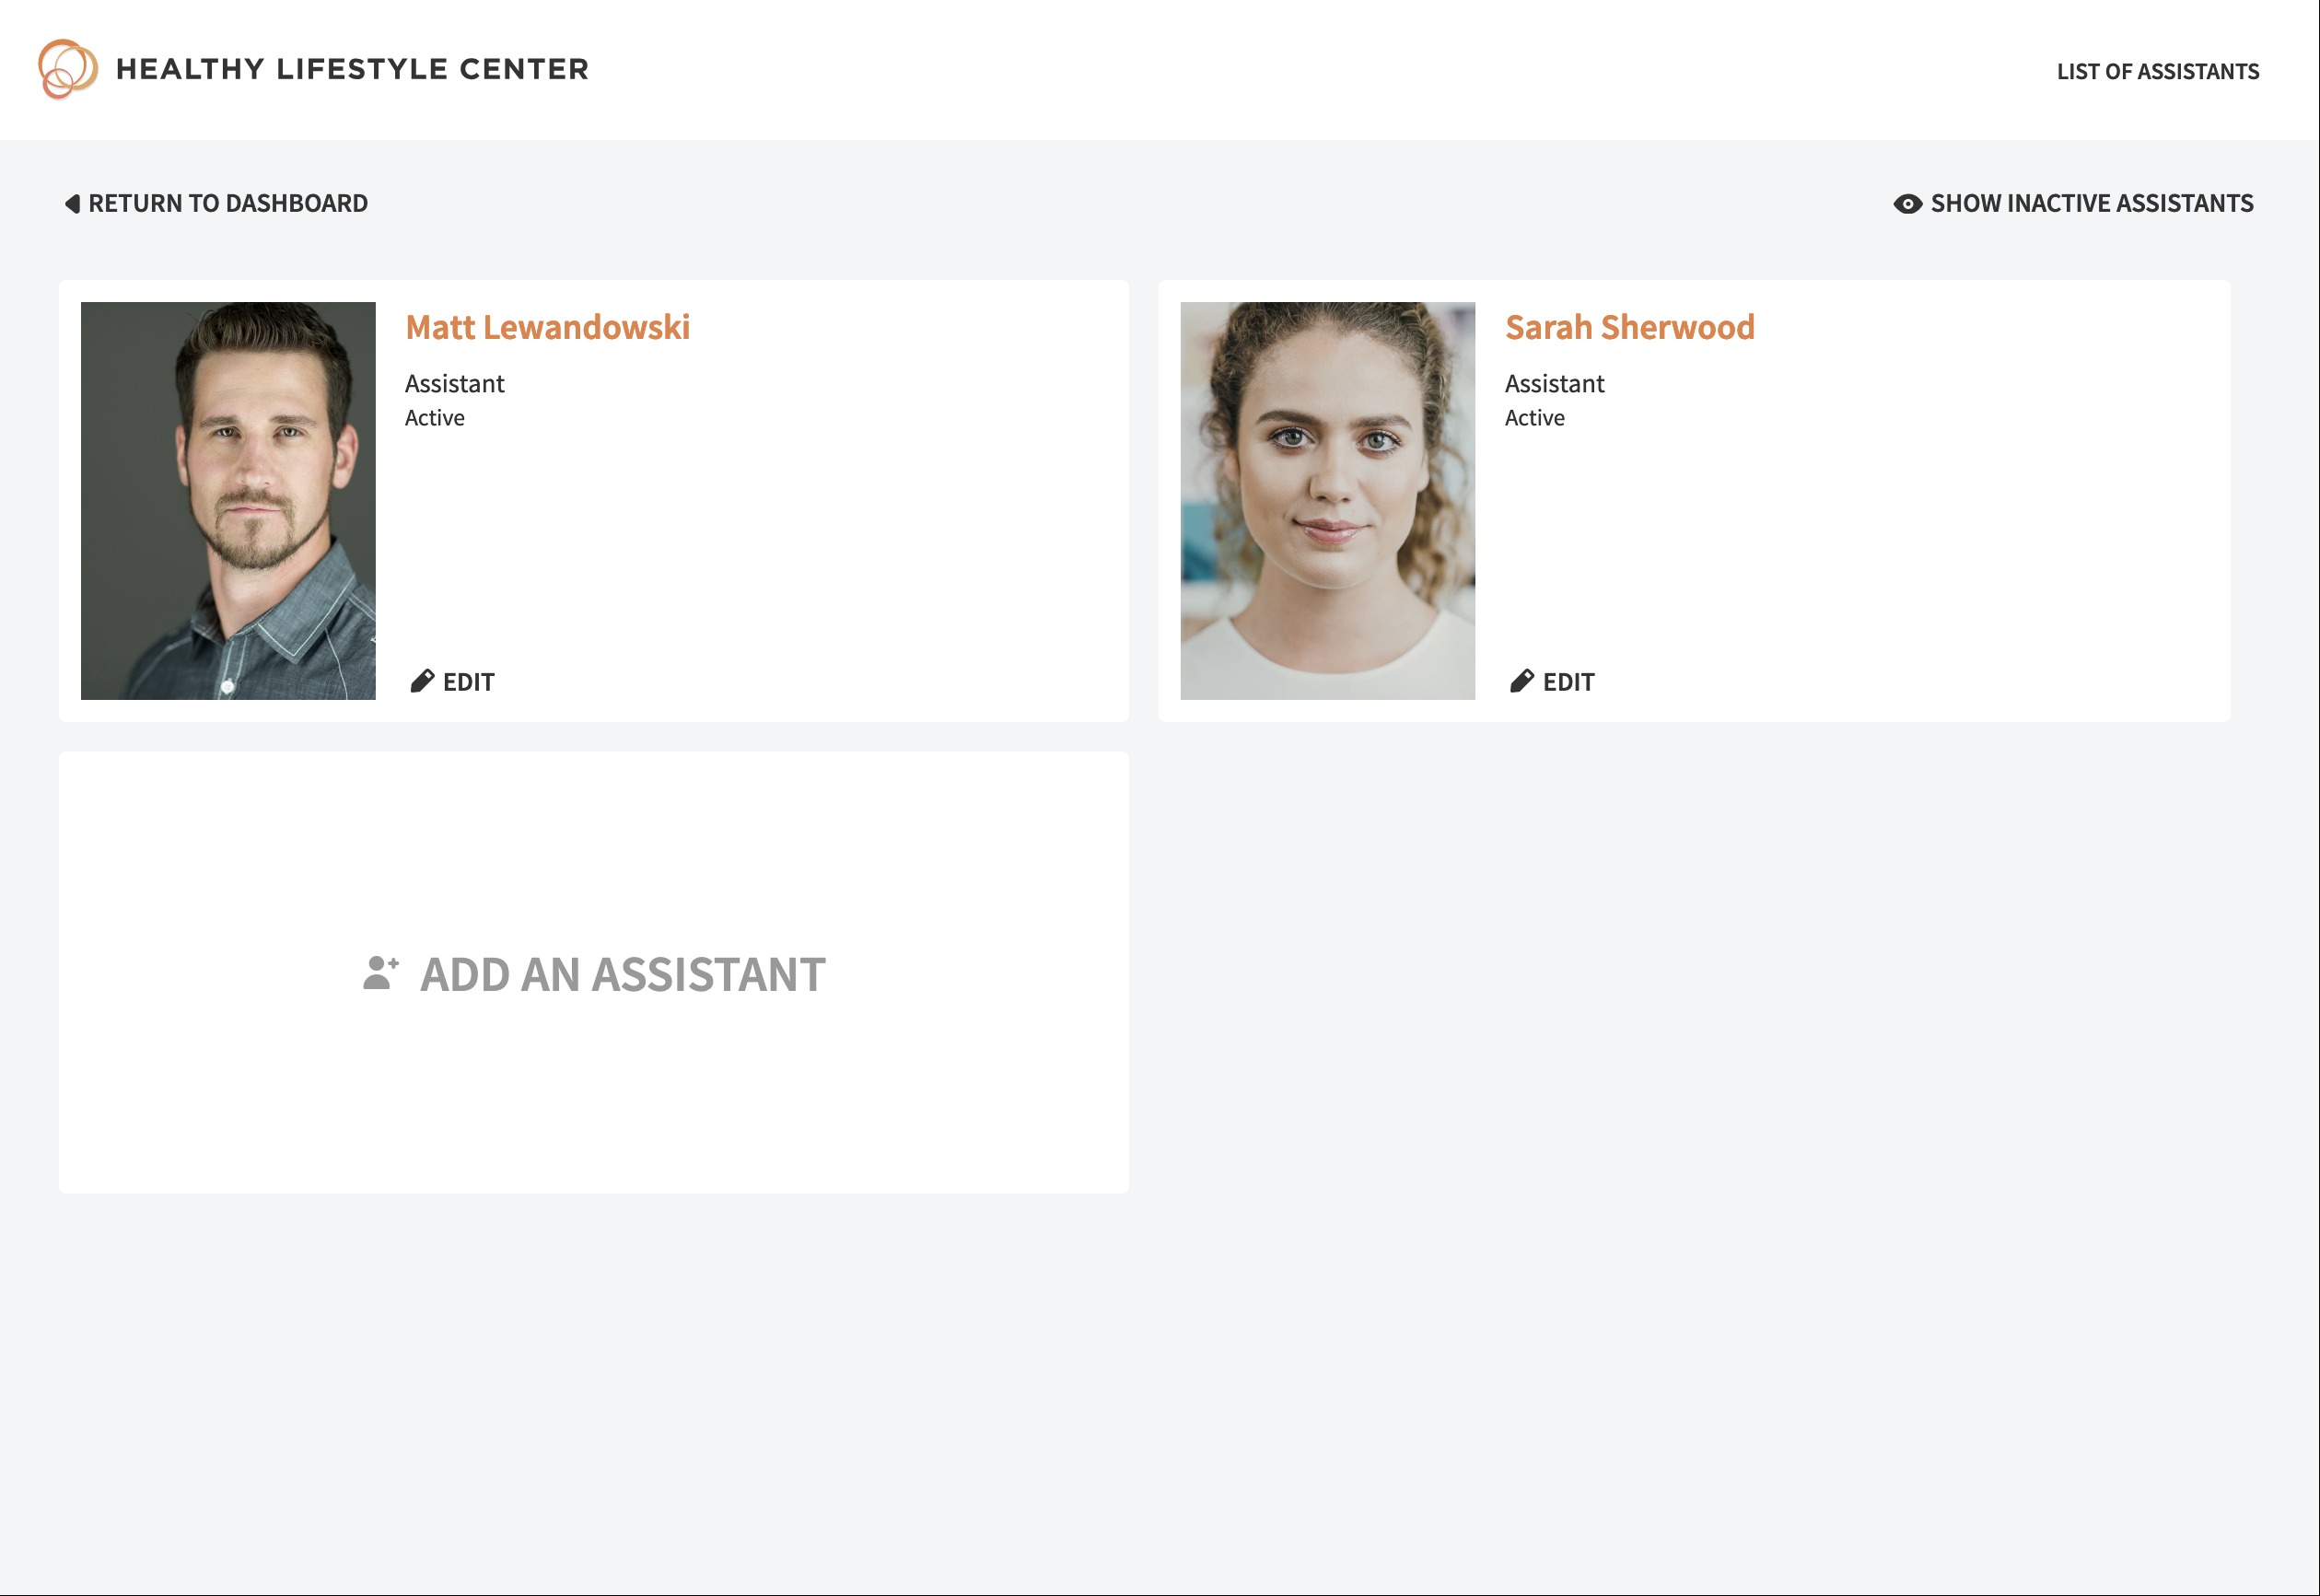 HEALTHY LIFESTYLE CENTER
LIST OF ASSISTANTS
RETURN TO DASHBOARD
SHOW INACTIVE ASSISTANTS
Matt Lewandowski
Assistant
Active
EDIT
Sarah Sherwood
Assistant
Active
EDIT
ADD AN ASSISTANT